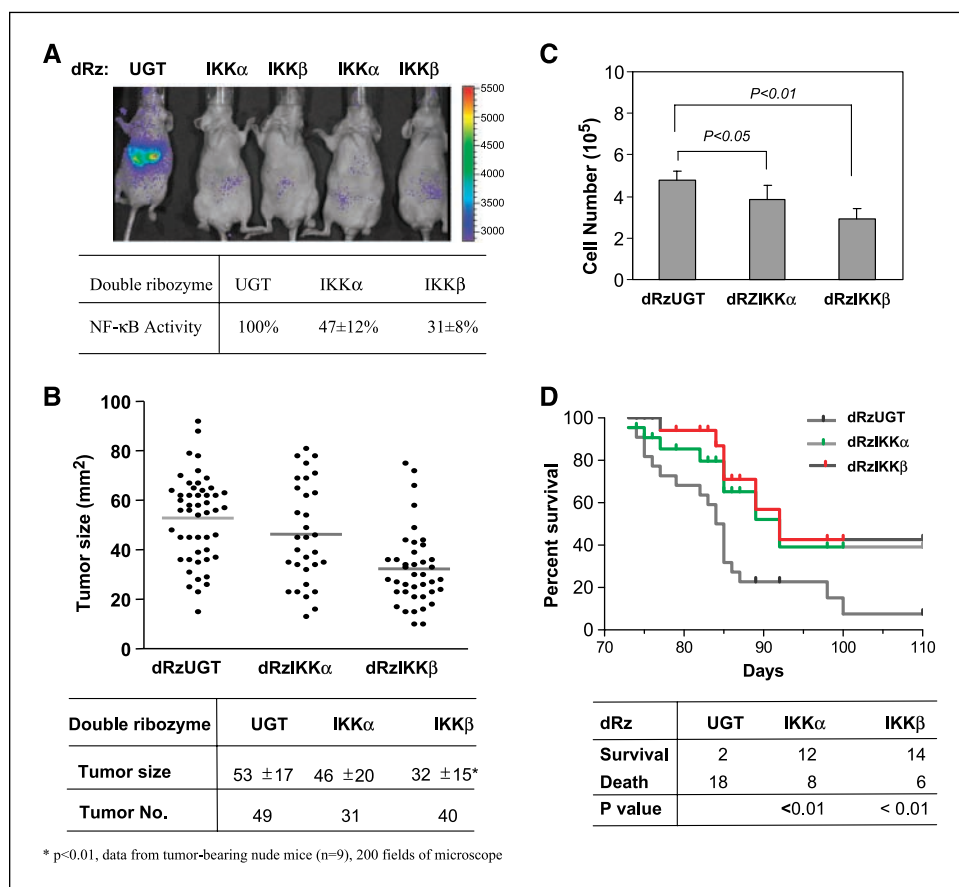 A
dRz: UGT IKKα IKKβ IKKα IKKβ
5500
5000
4500
4000
3500
3000
Double ribozyme UGT IKKα IKKβ
NF-κB Activity 100% 47±12% 31±8%
B
Tumor size (mm²)
100
80
60
40
20
0
dRzUGT dRzIKKα dRzIKKβ
Double ribozyme UGT IKKα IKKβ
Tumor size 53 ±17 46 ±20 32 ±15*
Tumor No. 49 31 40
* p<0.01, data from tumor-bearing nude mice (n=9), 200 fields of microscope
C
Cell Number (10⁵)
10
8
6
4
2
0
P<0.01
P<0.05
dRzUGT dRZIKKα dRzIKKβ
D
Percent survival
100
80
60
40
20
0
dRzUGT
dRzIKKα
dRzIKKβ
70 80 90 100 110
Days
dRz UGT IKKα IKKβ
Survival 2 12 14
Death 18 8 6
P value <0.01 < 0.01